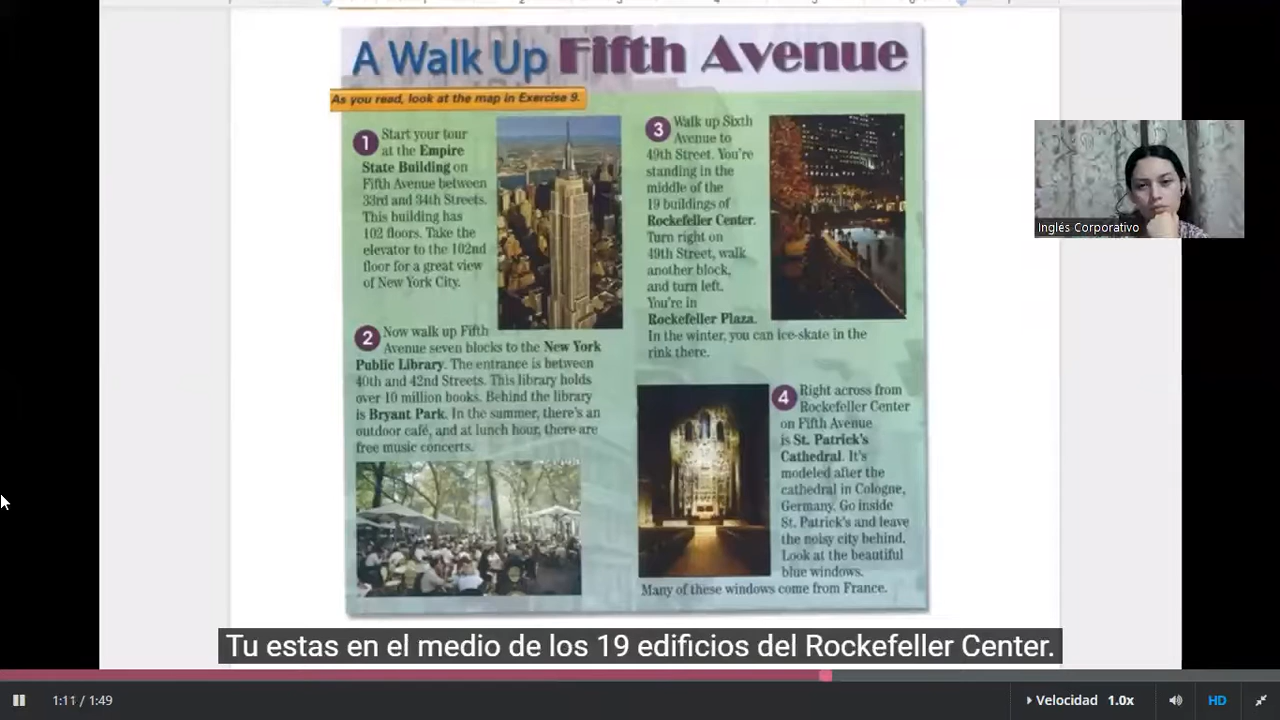 A Walk Up Fifth Avenue
As you read, look at the map in Exercise 9.
1 Start your tour
at the Empire
State Building on
Fifth Avenue between
33rd and 34th Streets.
This building has
102 floors. Take the
elevator to the 102nd
floor for a great view
of New York City.
2 Now walk up Fifth
Avenue seven blocks to the New York
Public Library. The entrance is between
40th and 42nd Streets. This library holds
over 10 million books. Behind the library
is Bryant Park. In the summer, there's an
outdoor café, and at lunch hour, there are
free music concerts.
3 Walk up Sixth
Avenue to
49th Street. You're
standing in the
middle of the
19 buildings of
Rockefeller Center.
Turn right on
49th Street, walk
another block,
and turn left.
You're in
Rockefeller Plaza.
In the winter, you can ice-skate in the
rink there.
4 Right across from
Rockefeller Center
on Fifth Avenue
is St. Patrick's
Cathedral. It's
modeled after the
cathedral in Cologne,
Germany. Go inside
St. Patrick's and leave
the noisy city behind.
Look at the beautiful
blue windows.
Many of these windows come from France.
Inglés Corporativo
Tu estas en el medio de los 19 edificios del Rockefeller Center.
1:11 / 1:49
Velocidad 1.0x
HD